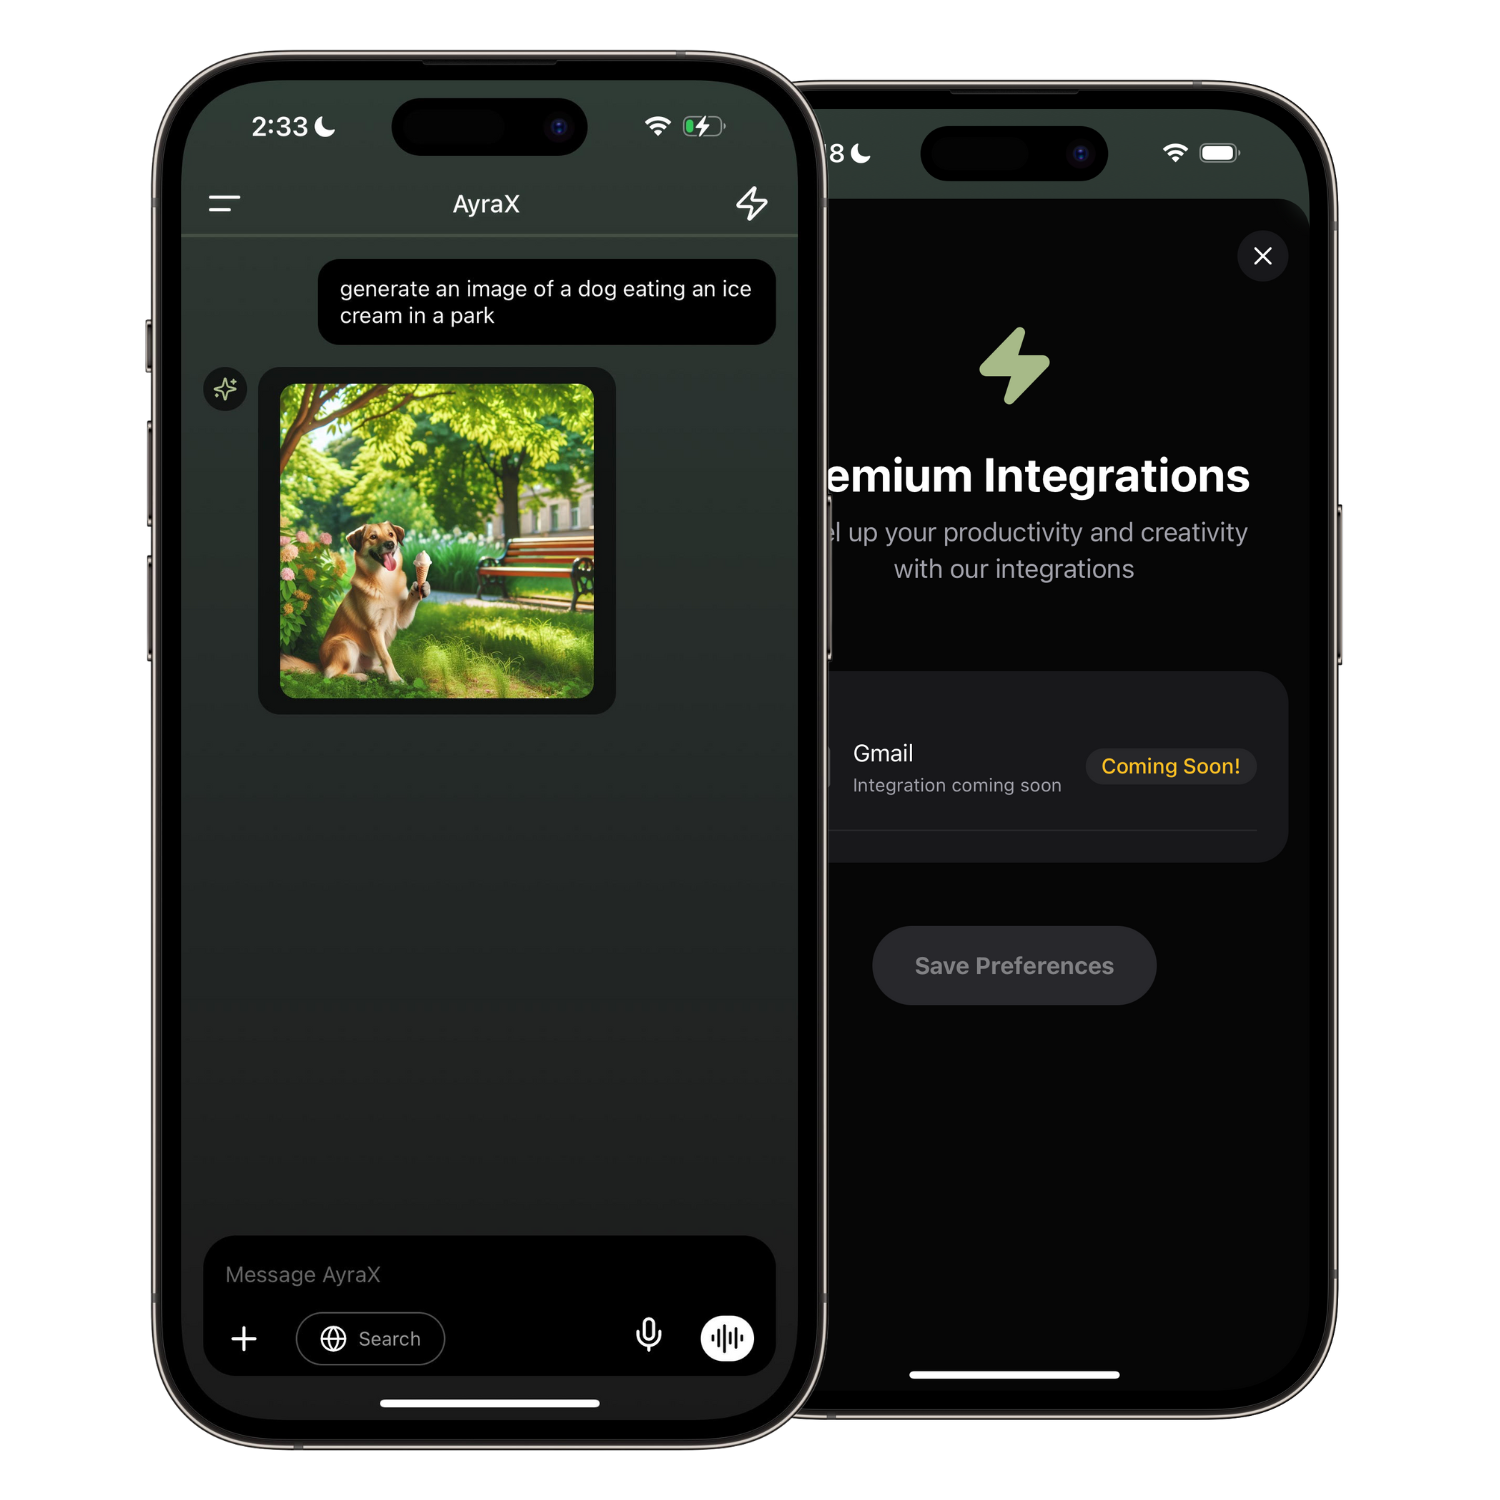 2:33
AyraX
generate an image of a dog eating an ice
cream in a park
Message AyraX
Search
8
emium Integrations
el up your productivity and creativity
with our integrations
Gmail
Integration coming soon
Coming Soon!
Save Preferences